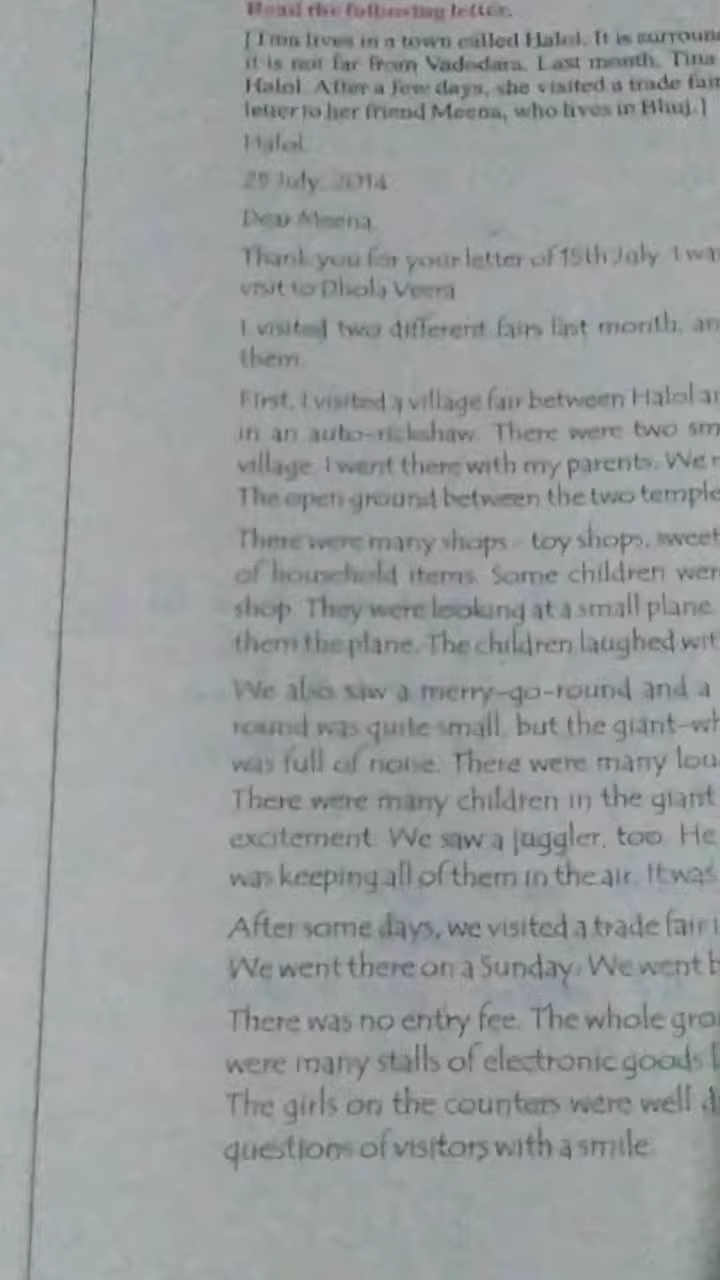 Read the following letter.
[Tina lives in a town called Halol. It is surroun
it is not far from Vadodara. Last month, Tina
Halol. After a few days, she visited a trade fair
letter to her friend Meena, who lives in Bhuj.]
Halol
29 July, 2014
Dear Meena,
Thank you for your letter of 15th July. I wa
visit to Dhola Veera
I visited two different fairs last month, an
them.
First, I visited a village fair between Halol an
in an auto-rickshaw. There were two sm
village. I went there with my parents. We r
The open ground between the two temple
There were many shops - toy shops, sweet
of household items. Some children wer
shop. They were looking at a small plane.
them the plane. The children laughed wit
We also saw a merry-go-round and a
round was quite small, but the giant-wh
was full of noise. There were many lou
There were many children in the giant
excitement. We saw a juggler, too. He
was keeping all of them in the air. It was
After some days, we visited a trade fair i
We went there on a Sunday. We went b
There was no entry fee. The whole gro
were many stalls of electronic goods l
The girls on the counters were well d
questions of visitors with a smile.